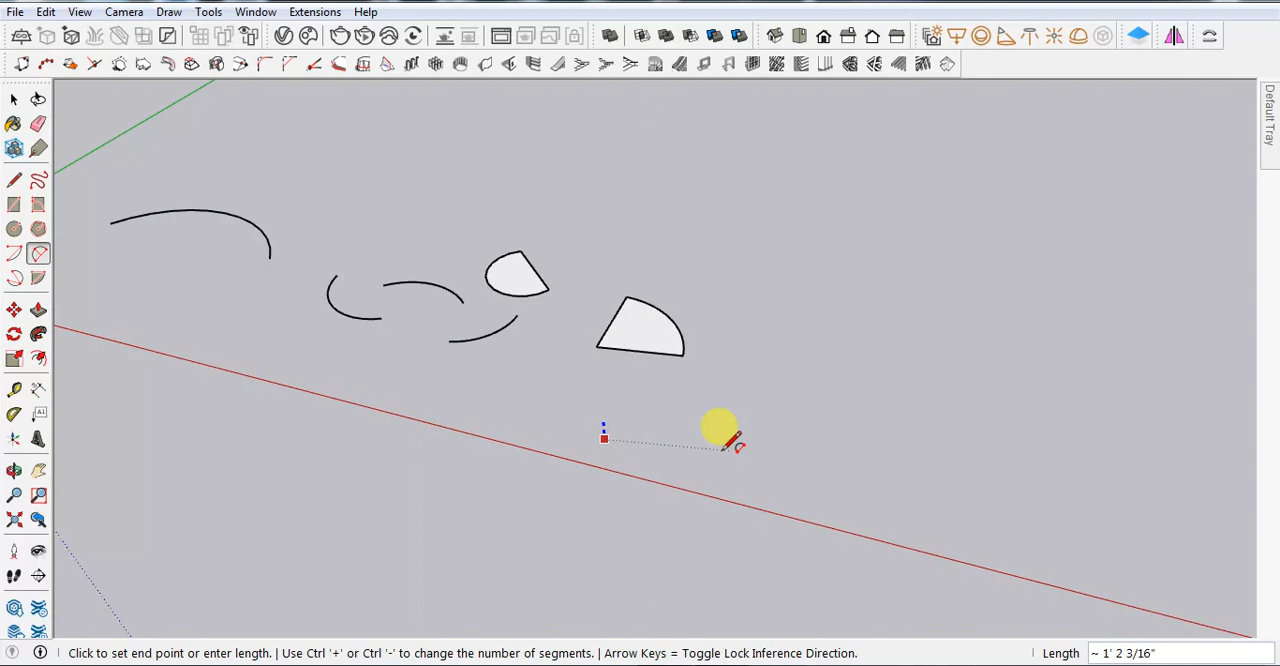 File Edit View Camera Draw Tools Window Extensions Help
Default Tray
A1
Click to set end point or enter length. | Use Ctrl '+' or Ctrl '-' to change the number of segments. | Arrow Keys = Toggle Lock Inference Direction. Length ~ 1' 2 3/16"